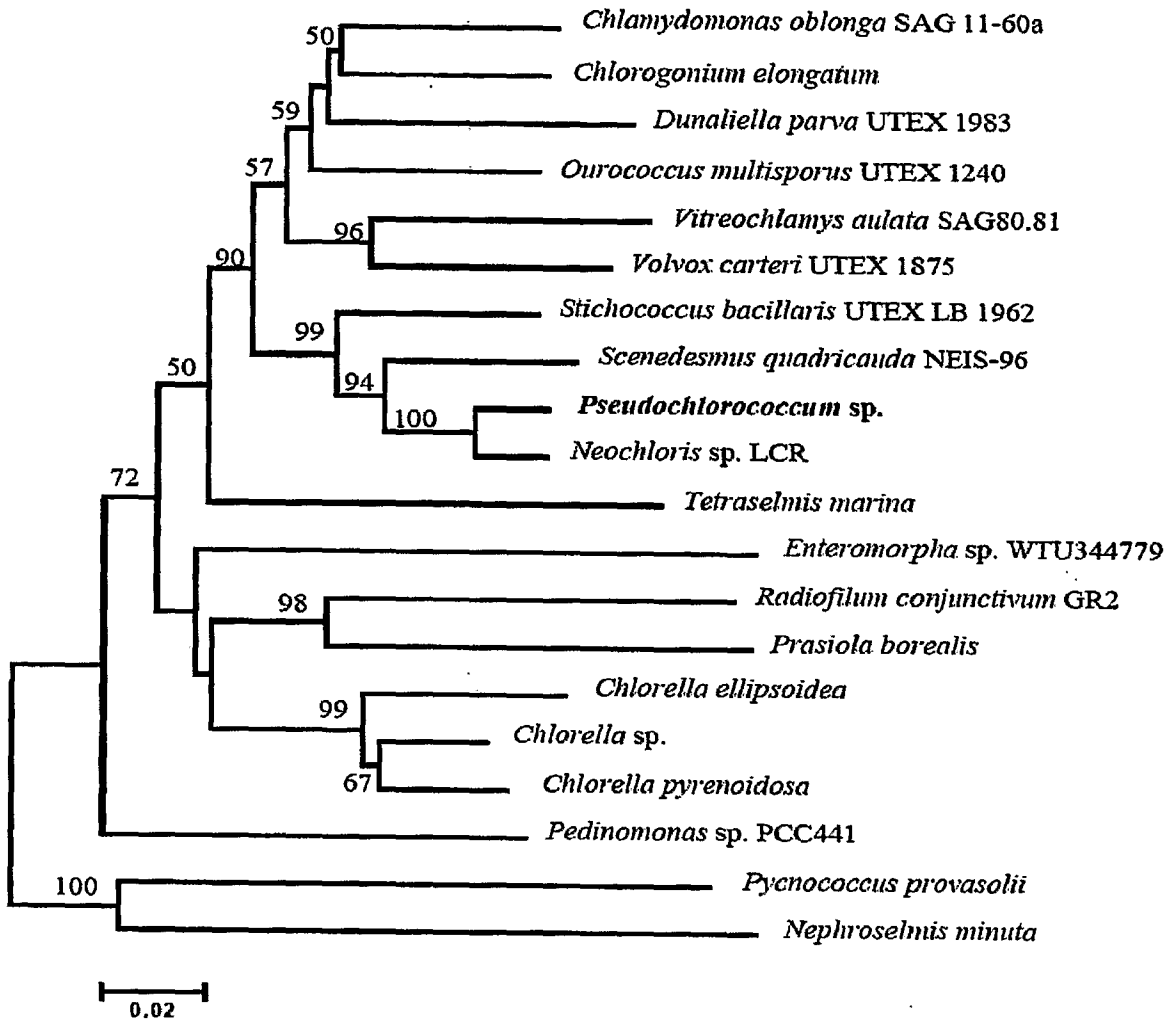 50
Chlamydomonas oblonga SAG 11-60a
Chlorogonium elongatum
59
Dunaliella parva UTEX 1983
57
Ourococcus multisporus UTEX 1240
96
Vitreochlamys aulata SAG80.81
90
Volvox carteri UTEX 1875
99
Stichococcus bacillaris UTEX LB 1962
50
94
Scenedesmus quadricauda NEIS-96
100
Pseudochlorococcum sp.
Neochloris sp. LCR
72
Tetraselmis marina
Enteromorpha sp. WTU344779
98
Radiofilum conjunctivum GR2
Prasiola borealis
99
Chlorella ellipsoidea
Chlorella sp.
67
Chlorella pyrenoidosa
Pedinomonas sp. PCC441
100
Pycnococcus provasolii
Nephroselmis minuta
0.02